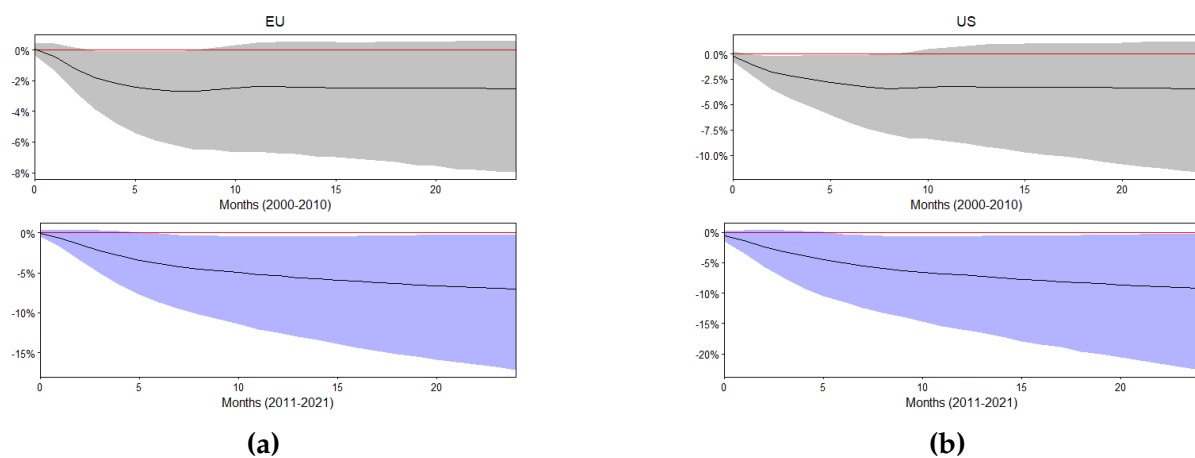 EU
0%
-2%
-4%
-6%
-8%
0 5 10 15 20
Months (2000-2010)
0%
-5%
-10%
-15%
0 5 10 15 20
Months (2011-2021)
(a)
US
0.0%
-2.5%
-5.0%
-7.5%
-10.0%
0 5 10 15 20
Months (2000-2010)
0%
-5%
-10%
-15%
-20%
0 5 10 15 20
Months (2011-2021)
(b)